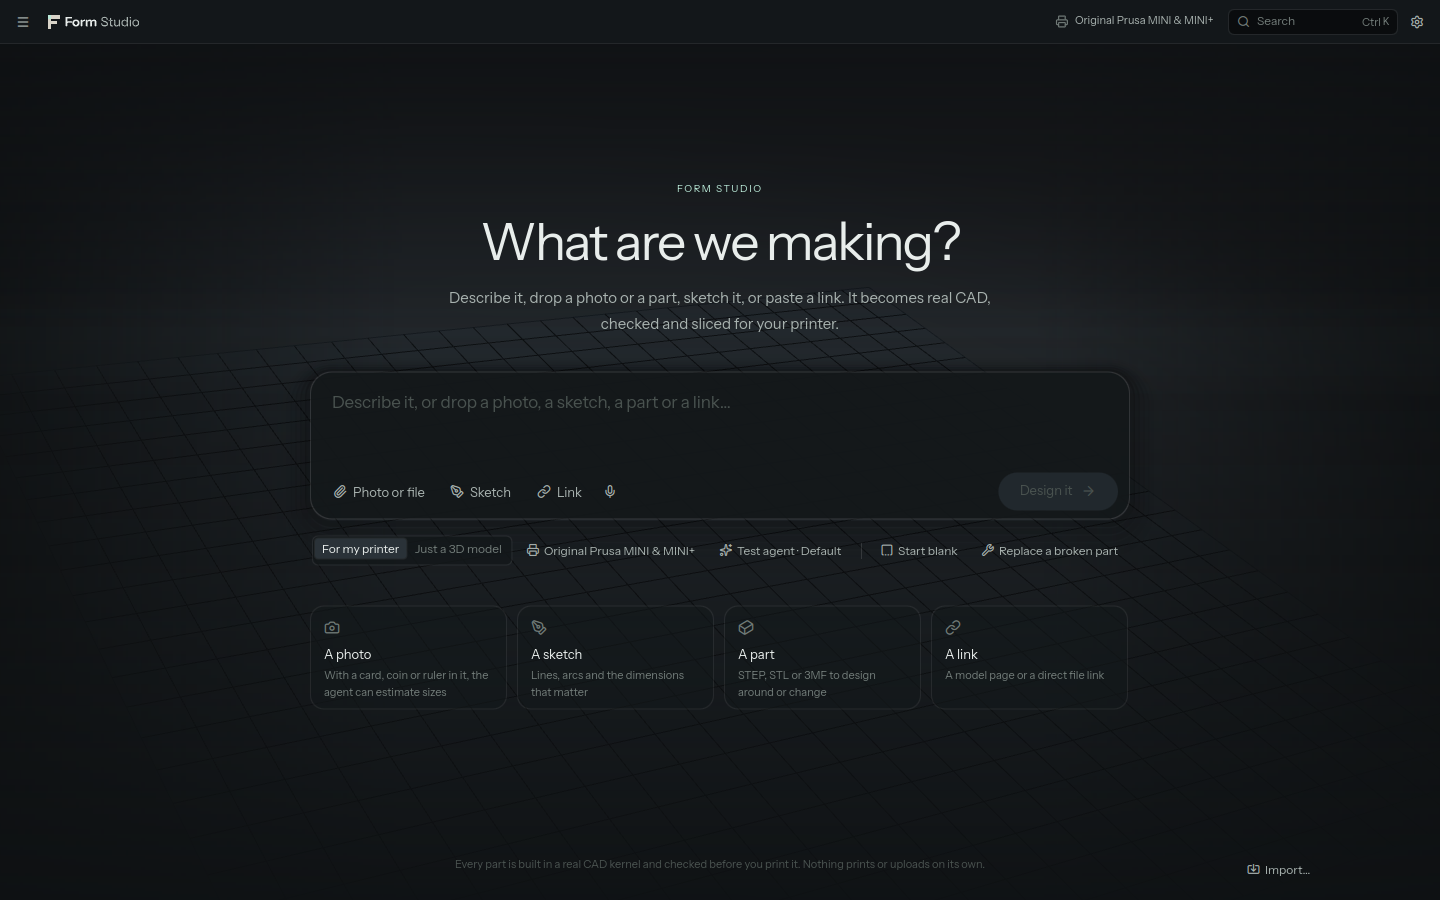 Form Studio
Original Prusa MINI & MINI+
Search
Ctrl K
FORM STUDIO
What are we making?
Describe it, drop a photo or a part, sketch it, or paste a link. It becomes real CAD,
checked and sliced for your printer.
Describe it, or drop a photo, a sketch, a part or a link...
Photo or file
Sketch
Link
Design it
For my printer
Just a 3D model
Original Prusa MINI & MINI+
Test agent · Default
Start blank
Replace a broken part
A photo
With a card, coin or ruler in it, the
agent can estimate sizes
A sketch
Lines, arcs and the dimensions
that matter
A part
STEP, STL or 3MF to design
around or change
A link
A model page or a direct file link
Every part is built in a real CAD kernel and checked before you print it. Nothing prints or uploads on its own.
Import...